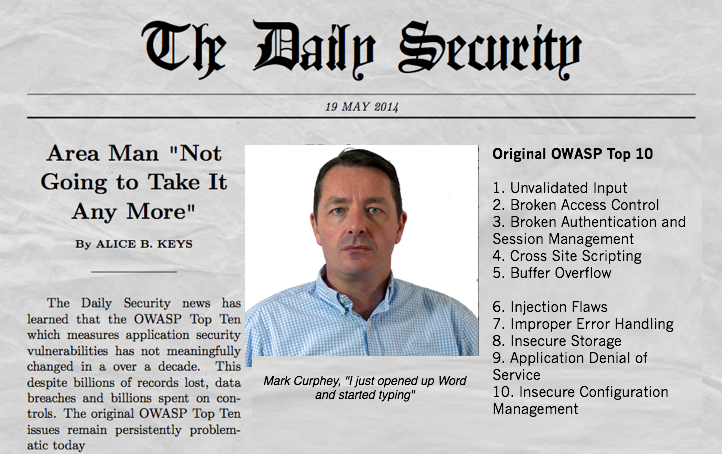 The Daily Security
19 MAY 2014
Area Man "Not
Going to Take It
Any More"
By ALICE B. KEYS
The Daily Security news has
learned that the OWASP Top Ten
which measures application security
vulnerabilities has not meaningfully
changed in a over a decade. This
despite billions of records lost, data
breaches and billions spent on con-
trols. The original OWASP Top Ten
issues remain persistently problem-
atic today
Mark Curphey, "I just opened up Word
and started typing"
Original OWASP Top 10
1. Unvalidated Input
2. Broken Access Control
3. Broken Authentication and
Session Management
4. Cross Site Scripting
5. Buffer Overflow
6. Injection Flaws
7. Improper Error Handling
8. Insecure Storage
9. Application Denial of
Service
10. Insecure Configuration
Management